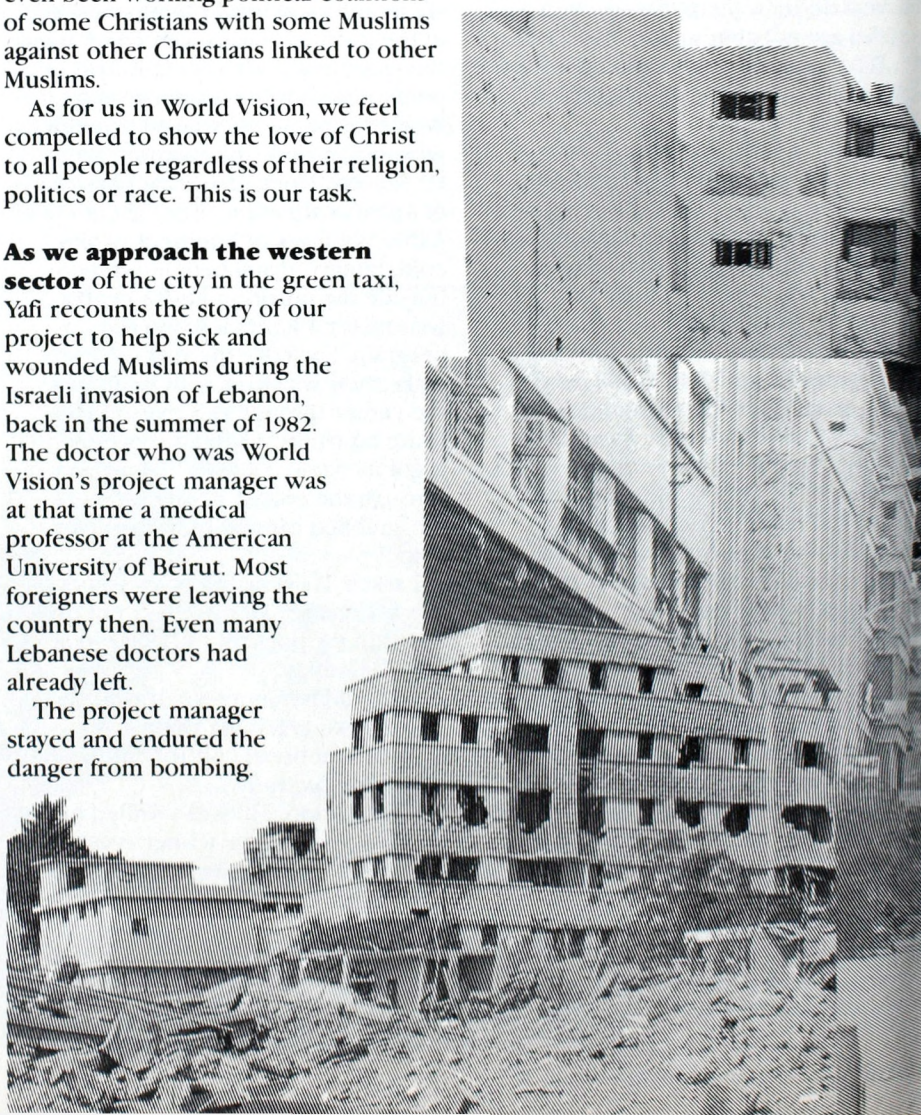 of some Christians with some Muslims
against other Christians linked to other
Muslims.
As for us in World Vision, we feel
compelled to show the love of Christ
to all people regardless of their religion,
politics or race. This is our task.
As we approach the western
sector of the city in the green taxi,
Yafi recounts the story of our
project to help sick and
wounded Muslims during the
Israeli invasion of Lebanon,
back in the summer of 1982.
The doctor who was World
Vision's project manager was
at that time a medical
professor at the American
University of Beirut. Most
foreigners were leaving the
country then. Even many
Lebanese doctors had
already left.
The project manager
stayed and endured the
danger from bombing.